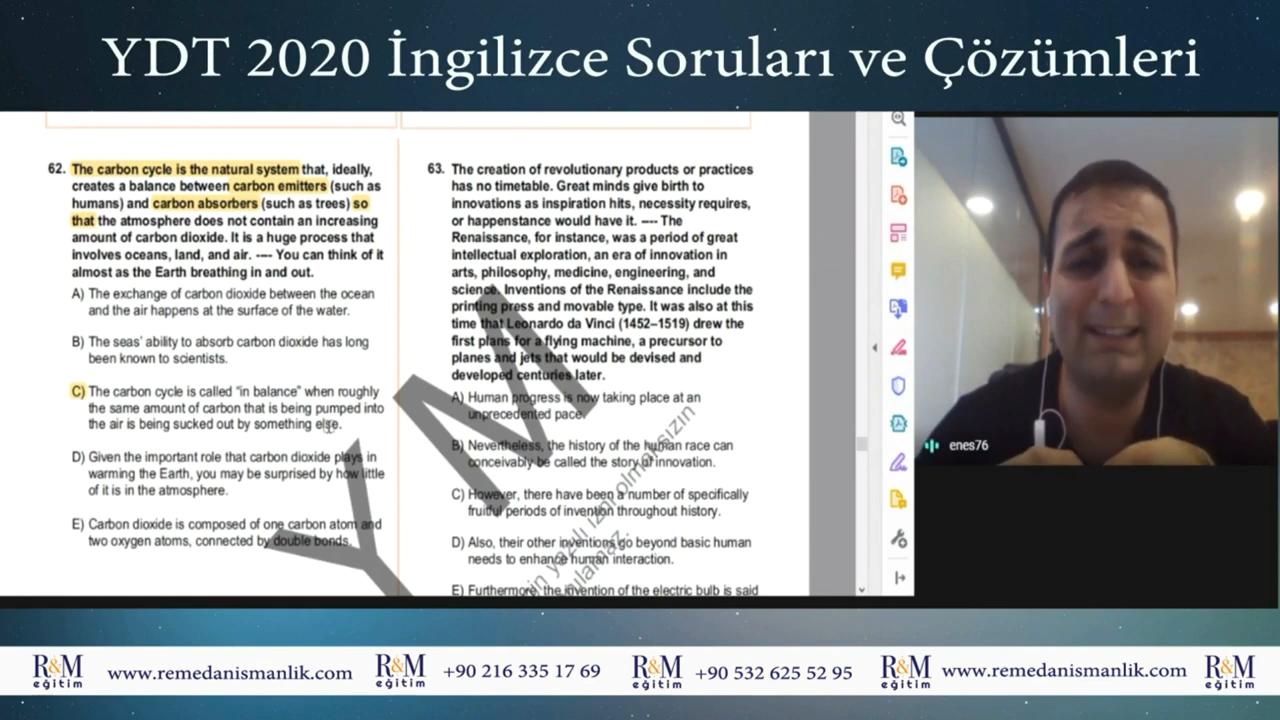 YDT 2020 İngilizce Soruları ve Çözümleri
62. The carbon cycle is the natural system that, ideally,
creates a balance between carbon emitters (such as
humans) and carbon absorbers (such as trees) so
that the atmosphere does not contain an increasing
amount of carbon dioxide. It is a huge process that
involves oceans, land, and air. ---- You can think of it
almost as the Earth breathing in and out.
A) The exchange of carbon dioxide between the ocean
and the air happens at the surface of the water.
B) The seas' ability to absorb carbon dioxide has long
been known to scientists.
C) The carbon cycle is called “in balance” when roughly
the same amount of carbon that is being pumped into
the air is being sucked out by something else.
D) Given the important role that carbon dioxide plays in
warming the Earth, you may be surprised by how little
of it is in the atmosphere.
E) Carbon dioxide is composed of one carbon atom and
two oxygen atoms, connected by double bonds.
63. The creation of revolutionary products or practices
has no timetable. Great minds give birth to
innovations as inspiration hits, necessity requires,
or happenstance would have it. ---- The
Renaissance, for instance, was a period of great
intellectual exploration, an era of innovation in
arts, philosophy, medicine, engineering, and
science. Inventions of the Renaissance include the
printing press and movable type. It was also at this
time that Leonardo da Vinci (1452–1519) drew the
first plans for a flying machine, a precursor to
planes and jets that would be devised and
developed centuries later.
A) Human progress is now taking place at an
unprecedented pace.
B) Nevertheless, the history of the human race can
conceivably be called the story of innovation.
C) However, there have been a number of specifically
fruitful periods of invention throughout history.
D) Also, their other inventions go beyond basic human
needs to enhance human interaction.
E) Furthermore, the invention of the electric bulb is said
YM
yazılı izni olmaksızın
enes76
R&M eğitim www.remedanismanlik.com R&M eğitim +90 216 335 17 69 R&M eğitim +90 532 625 52 95 R&M eğitim www.remedanismanlik.com R&M eğitim